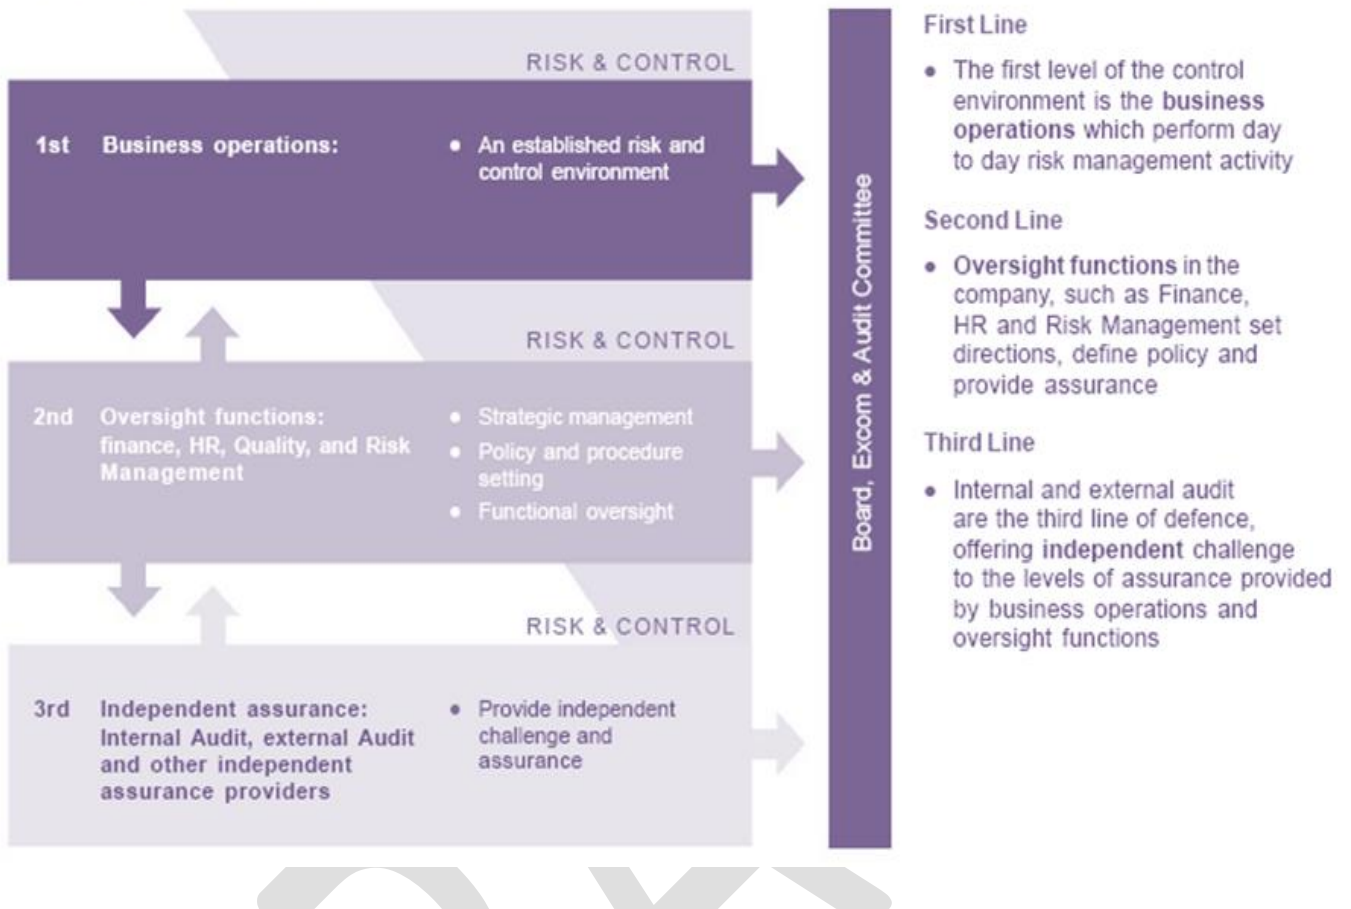 RISK & CONTROL
1st Business operations:
• An established risk and
control environment
RISK & CONTROL
2nd Oversight functions:
finance, HR, Quality, and Risk
Management
• Strategic management
• Policy and procedure
setting
• Functional oversight
RISK & CONTROL
3rd Independent assurance:
Internal Audit, external Audit
and other independent
assurance providers
• Provide independent
challenge and
assurance
Board, Excom & Audit Committee
First Line
• The first level of the control
environment is the business
operations which perform day
to day risk management activity
Second Line
• Oversight functions in the
company, such as Finance,
HR and Risk Management set
directions, define policy and
provide assurance
Third Line
• Internal and external audit
are the third line of defence,
offering independent challenge
to the levels of assurance provided
by business operations and
oversight functions